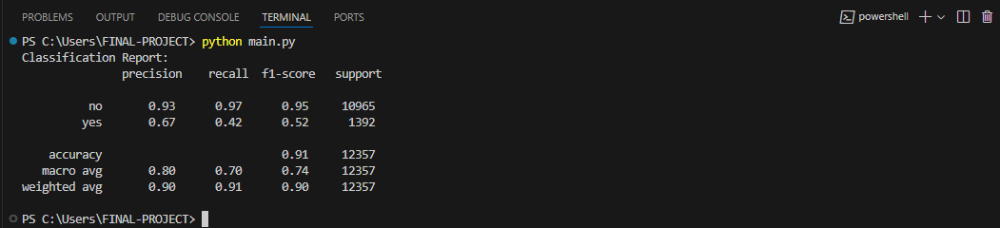 PROBLEMS OUTPUT DEBUG CONSOLE TERMINAL PORTS powershell
PS C:\Users\FINAL-PROJECT> python main.py
Classification Report:
precision recall f1-score support
no 0.93 0.97 0.95 10965
yes 0.67 0.42 0.52 1392
accuracy 0.91 12357
macro avg 0.80 0.70 0.74 12357
weighted avg 0.90 0.91 0.90 12357
PS C:\Users\FINAL-PROJECT>